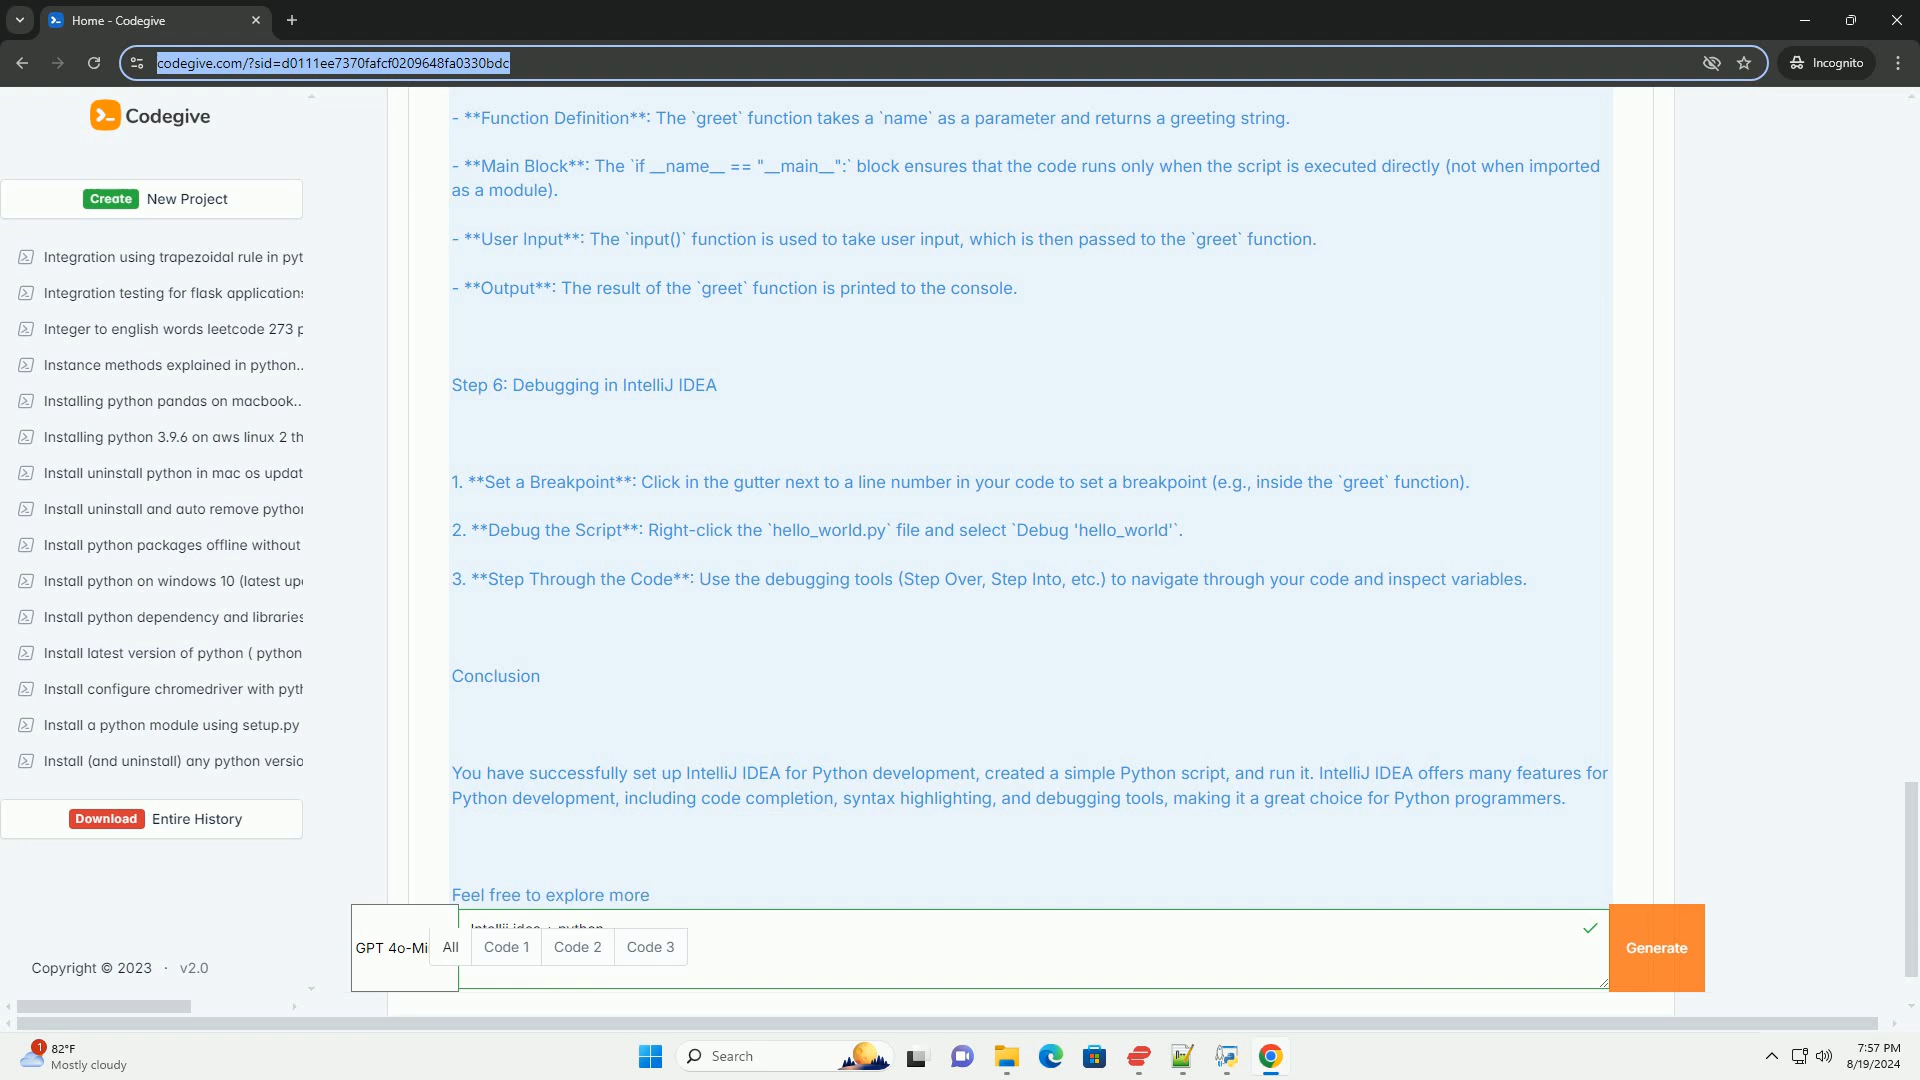 Home - Codegive
codegive.com/?sid=d0111ee7370fafcf0209648fa0330bdc
Incognito
Codegive
Create New Project
Integration using trapezoidal rule in pyt
Integration testing for flask applications
Integer to english words leetcode 273 p
Instance methods explained in python..
Installing python pandas on macbook..
Installing python 3.9.6 on aws linux 2 th
Install uninstall python in mac os updat
Install uninstall and auto remove python
Install python packages offline without
Install python on windows 10 (latest upd
Install python dependency and libraries
Install latest version of python ( python
Install configure chromedriver with pyth
Install a python module using setup.py
Install (and uninstall) any python versio
Download Entire History
Copyright © 2023 · v2.0
- **Function Definition**: The `greet` function takes a `name` as a parameter and returns a greeting string.
- **Main Block**: The `if __name__ == "__main__":` block ensures that the code runs only when the script is executed directly (not when imported
as a module).
- **User Input**: The `input()` function is used to take user input, which is then passed to the `greet` function.
- **Output**: The result of the `greet` function is printed to the console.
Step 6: Debugging in IntelliJ IDEA
1. **Set a Breakpoint**: Click in the gutter next to a line number in your code to set a breakpoint (e.g., inside the `greet` function).
2. **Debug the Script**: Right-click the `hello_world.py` file and select `Debug 'hello_world'`.
3. **Step Through the Code**: Use the debugging tools (Step Over, Step Into, etc.) to navigate through your code and inspect variables.
Conclusion
You have successfully set up IntelliJ IDEA for Python development, created a simple Python script, and run it. IntelliJ IDEA offers many features for
Python development, including code completion, syntax highlighting, and debugging tools, making it a great choice for Python programmers.
Feel free to explore more
Intellij idea + python
GPT 4o-Mi All Code 1 Code 2 Code 3
Generate
1
82°F
Mostly cloudy
Search
7:57 PM
8/19/2024